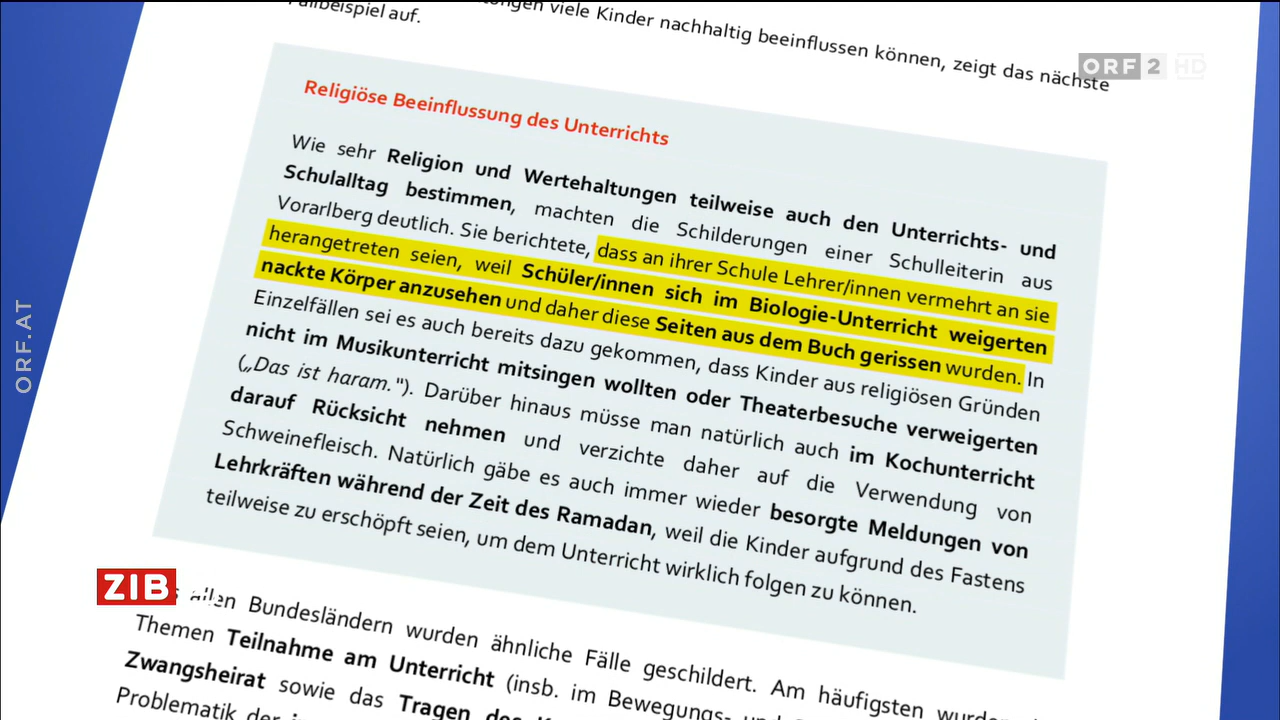 Fallbeispiel auf.
viele Kinder nachhaltig beeinflussen können, zeigt das nächste
ORF 2 HD
Religiöse Beeinflussung des Unterrichts
Wie sehr Religion und Wertehaltungen teilweise auch den Unterrichts- und
Schulalltag bestimmen, machten die Schilderungen einer Schulleiterin aus
Vorarlberg deutlich. Sie berichtete, dass an ihrer Schule Lehrer/innen vermehrt an sie
herangetreten seien, weil Schüler/innen sich im Biologie-Unterricht weigerten
nackte Körper anzusehen und daher diese Seiten aus dem Buch gerissen wurden. In
Einzelfällen sei es auch bereits dazu gekommen, dass Kinder aus religiösen Gründen
nicht im Musikunterricht mitsingen wollten oder Theaterbesuche verweigerten
(„Das ist haram."). Darüber hinaus müsse man natürlich auch im Kochunterricht
darauf Rücksicht nehmen und verzichte daher auf die Verwendung von
Schweinefleisch. Natürlich gäbe es auch immer wieder besorgte Meldungen von
Lehrkräften während der Zeit des Ramadan, weil die Kinder aufgrund des Fastens
teilweise zu erschöpft seien, um dem Unterricht wirklich folgen zu können.
ORF.AT
ZIB
allen Bundesländern wurden ähnliche Fälle geschildert. Am häufigsten wurden
Themen Teilnahme am Unterricht (insb. im Bewegungs- und
Zwangsheirat sowie das Tragen des
Problematik der